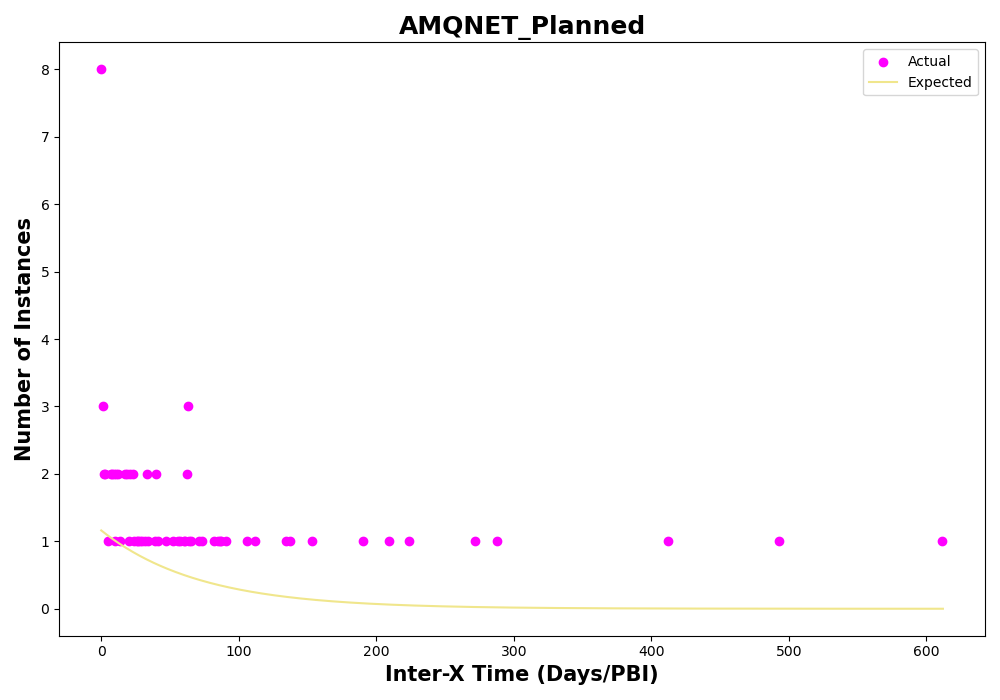 AMQNET_Planned
Actual
Expected
Number of Instances
8
7
6
5
4
3
2
1
0
0 100 200 300 400 500 600
Inter-X Time (Days/PBI)